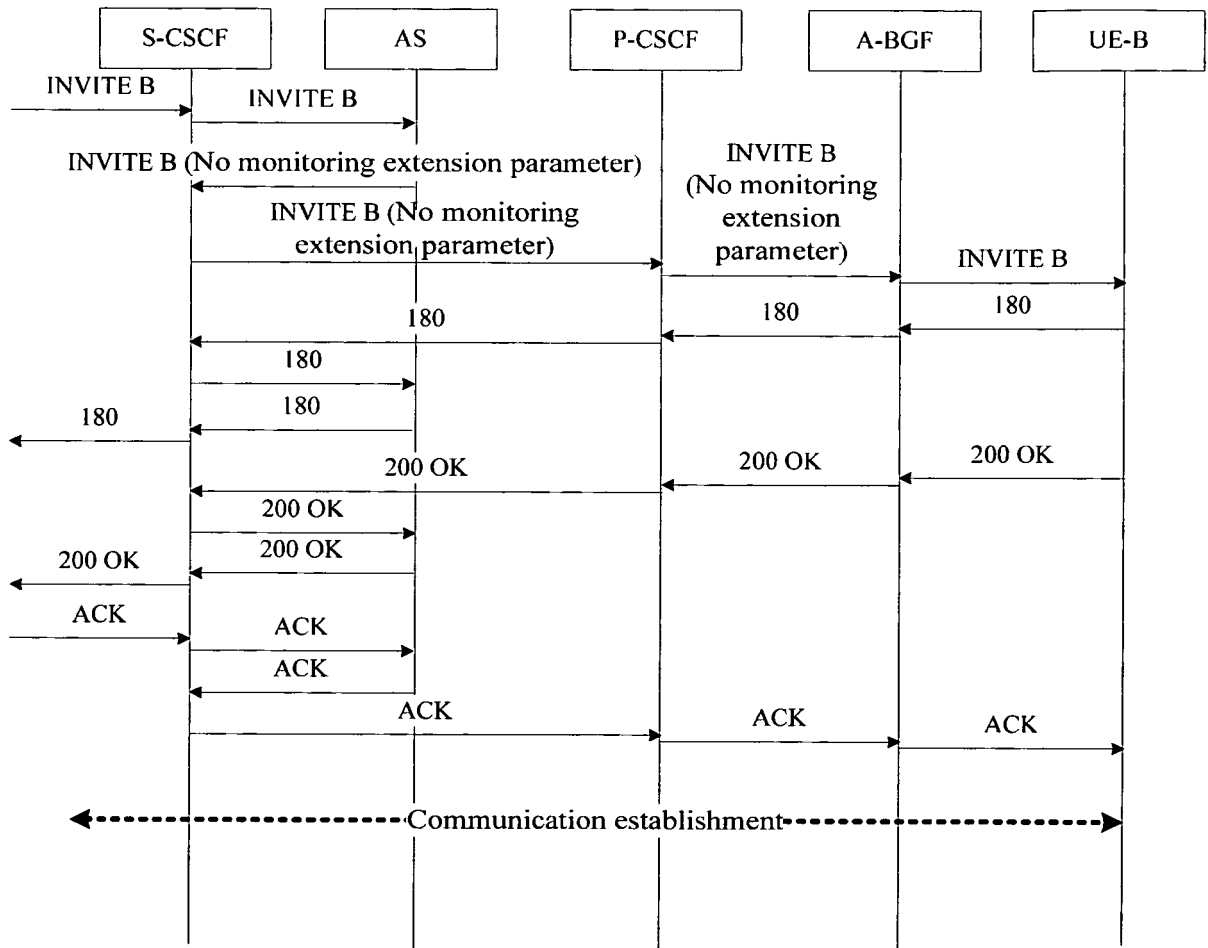 S-CSCF
AS
P-CSCF
A-BGF
UE-B
INVITE B
INVITE B
INVITE B (No monitoring extension parameter)
INVITE B
(No monitoring
extension
parameter)
INVITE B (No monitoring
extension parameter)
INVITE B
180
180
180
180
180
180
200 OK
200 OK
200 OK
200 OK
200 OK
200 OK
ACK
ACK
ACK
ACK
ACK
ACK
Communication establishment